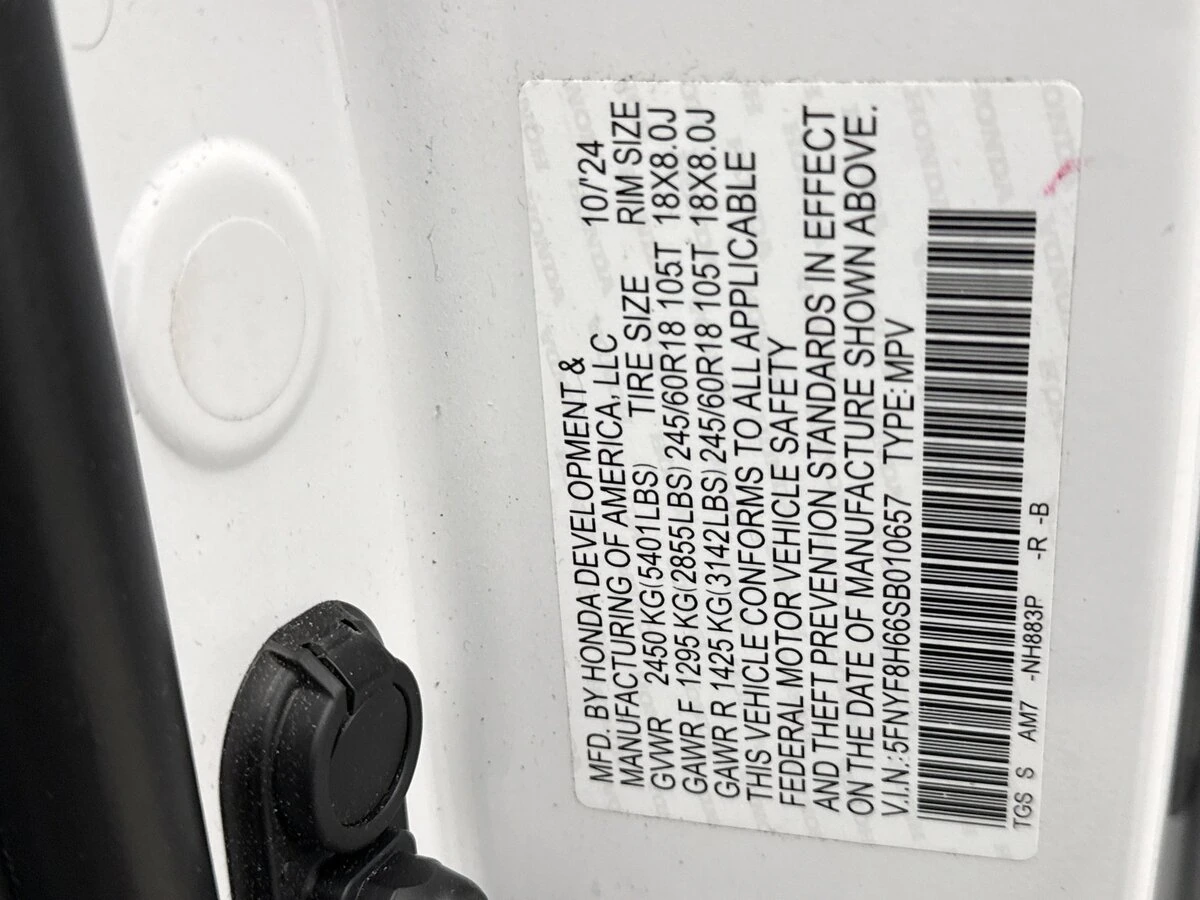 MFD. BY HONDA DEVELOPMENT &
MANUFACTURING OF AMERICA, LLC 10/'24
GVWR 2450 KG(5401LBS) TIRE SIZE RIM SIZE
GAWR F 1295 KG(2855LBS) 245/60R18 105T 18X8.0J
GAWR R 1425 KG(3142LBS) 245/60R18 105T 18X8.0J
THIS VEHICLE CONFORMS TO ALL APPLICABLE
FEDERAL MOTOR VEHICLE SAFETY
AND THEFT PREVENTION STANDARDS IN EFFECT
ON THE DATE OF MANUFACTURE SHOWN ABOVE.
V.I.N.:5FNYF8H66SB010657 TYPE:MPV
TGS S AM7 -NH883P -R -B